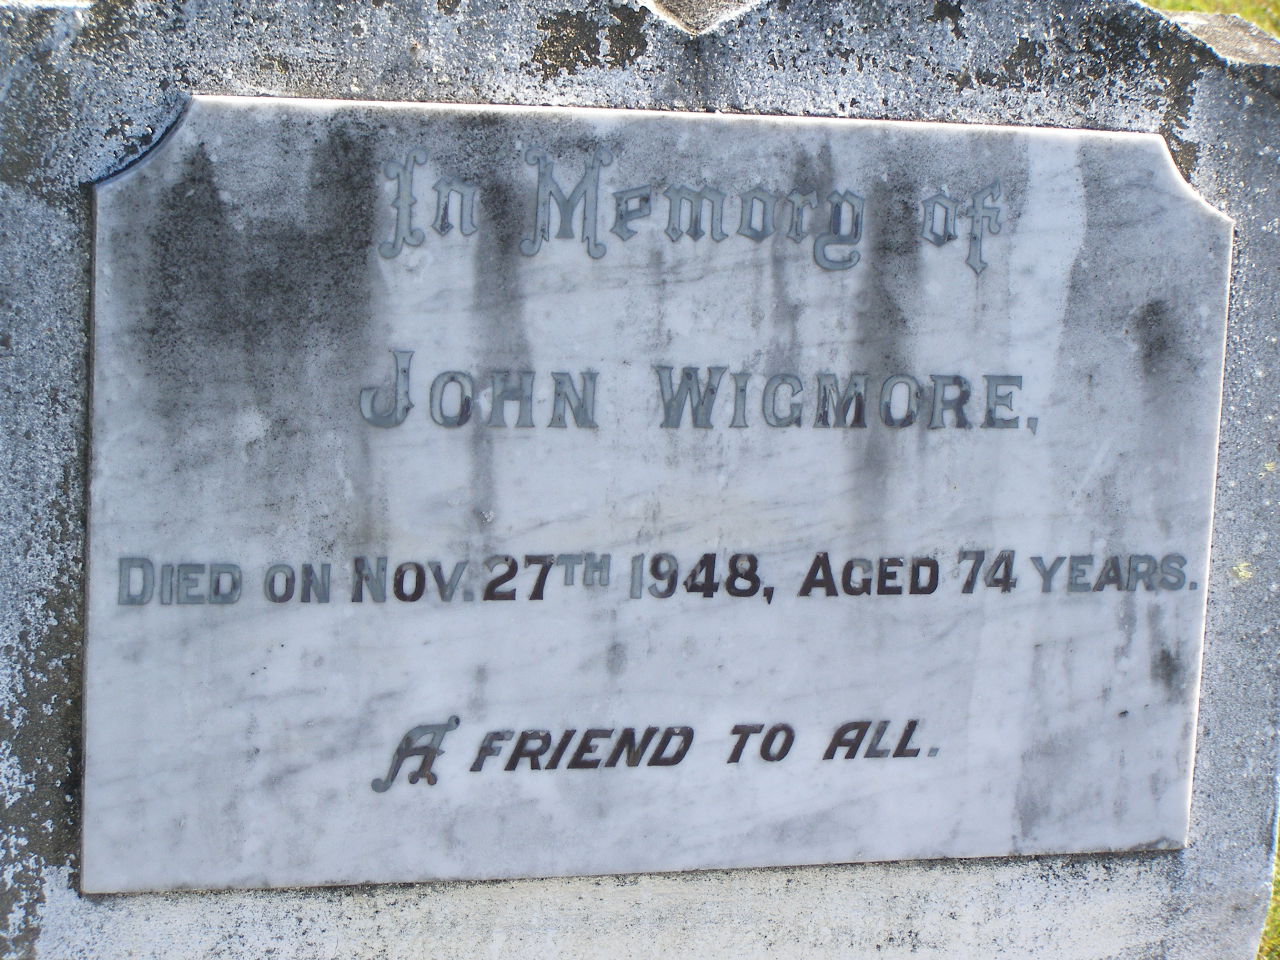 In Memory of
JOHN WIGMORE,
DIED ON NOV. 27TH 1948, AGED 74 YEARS.
A FRIEND TO ALL.